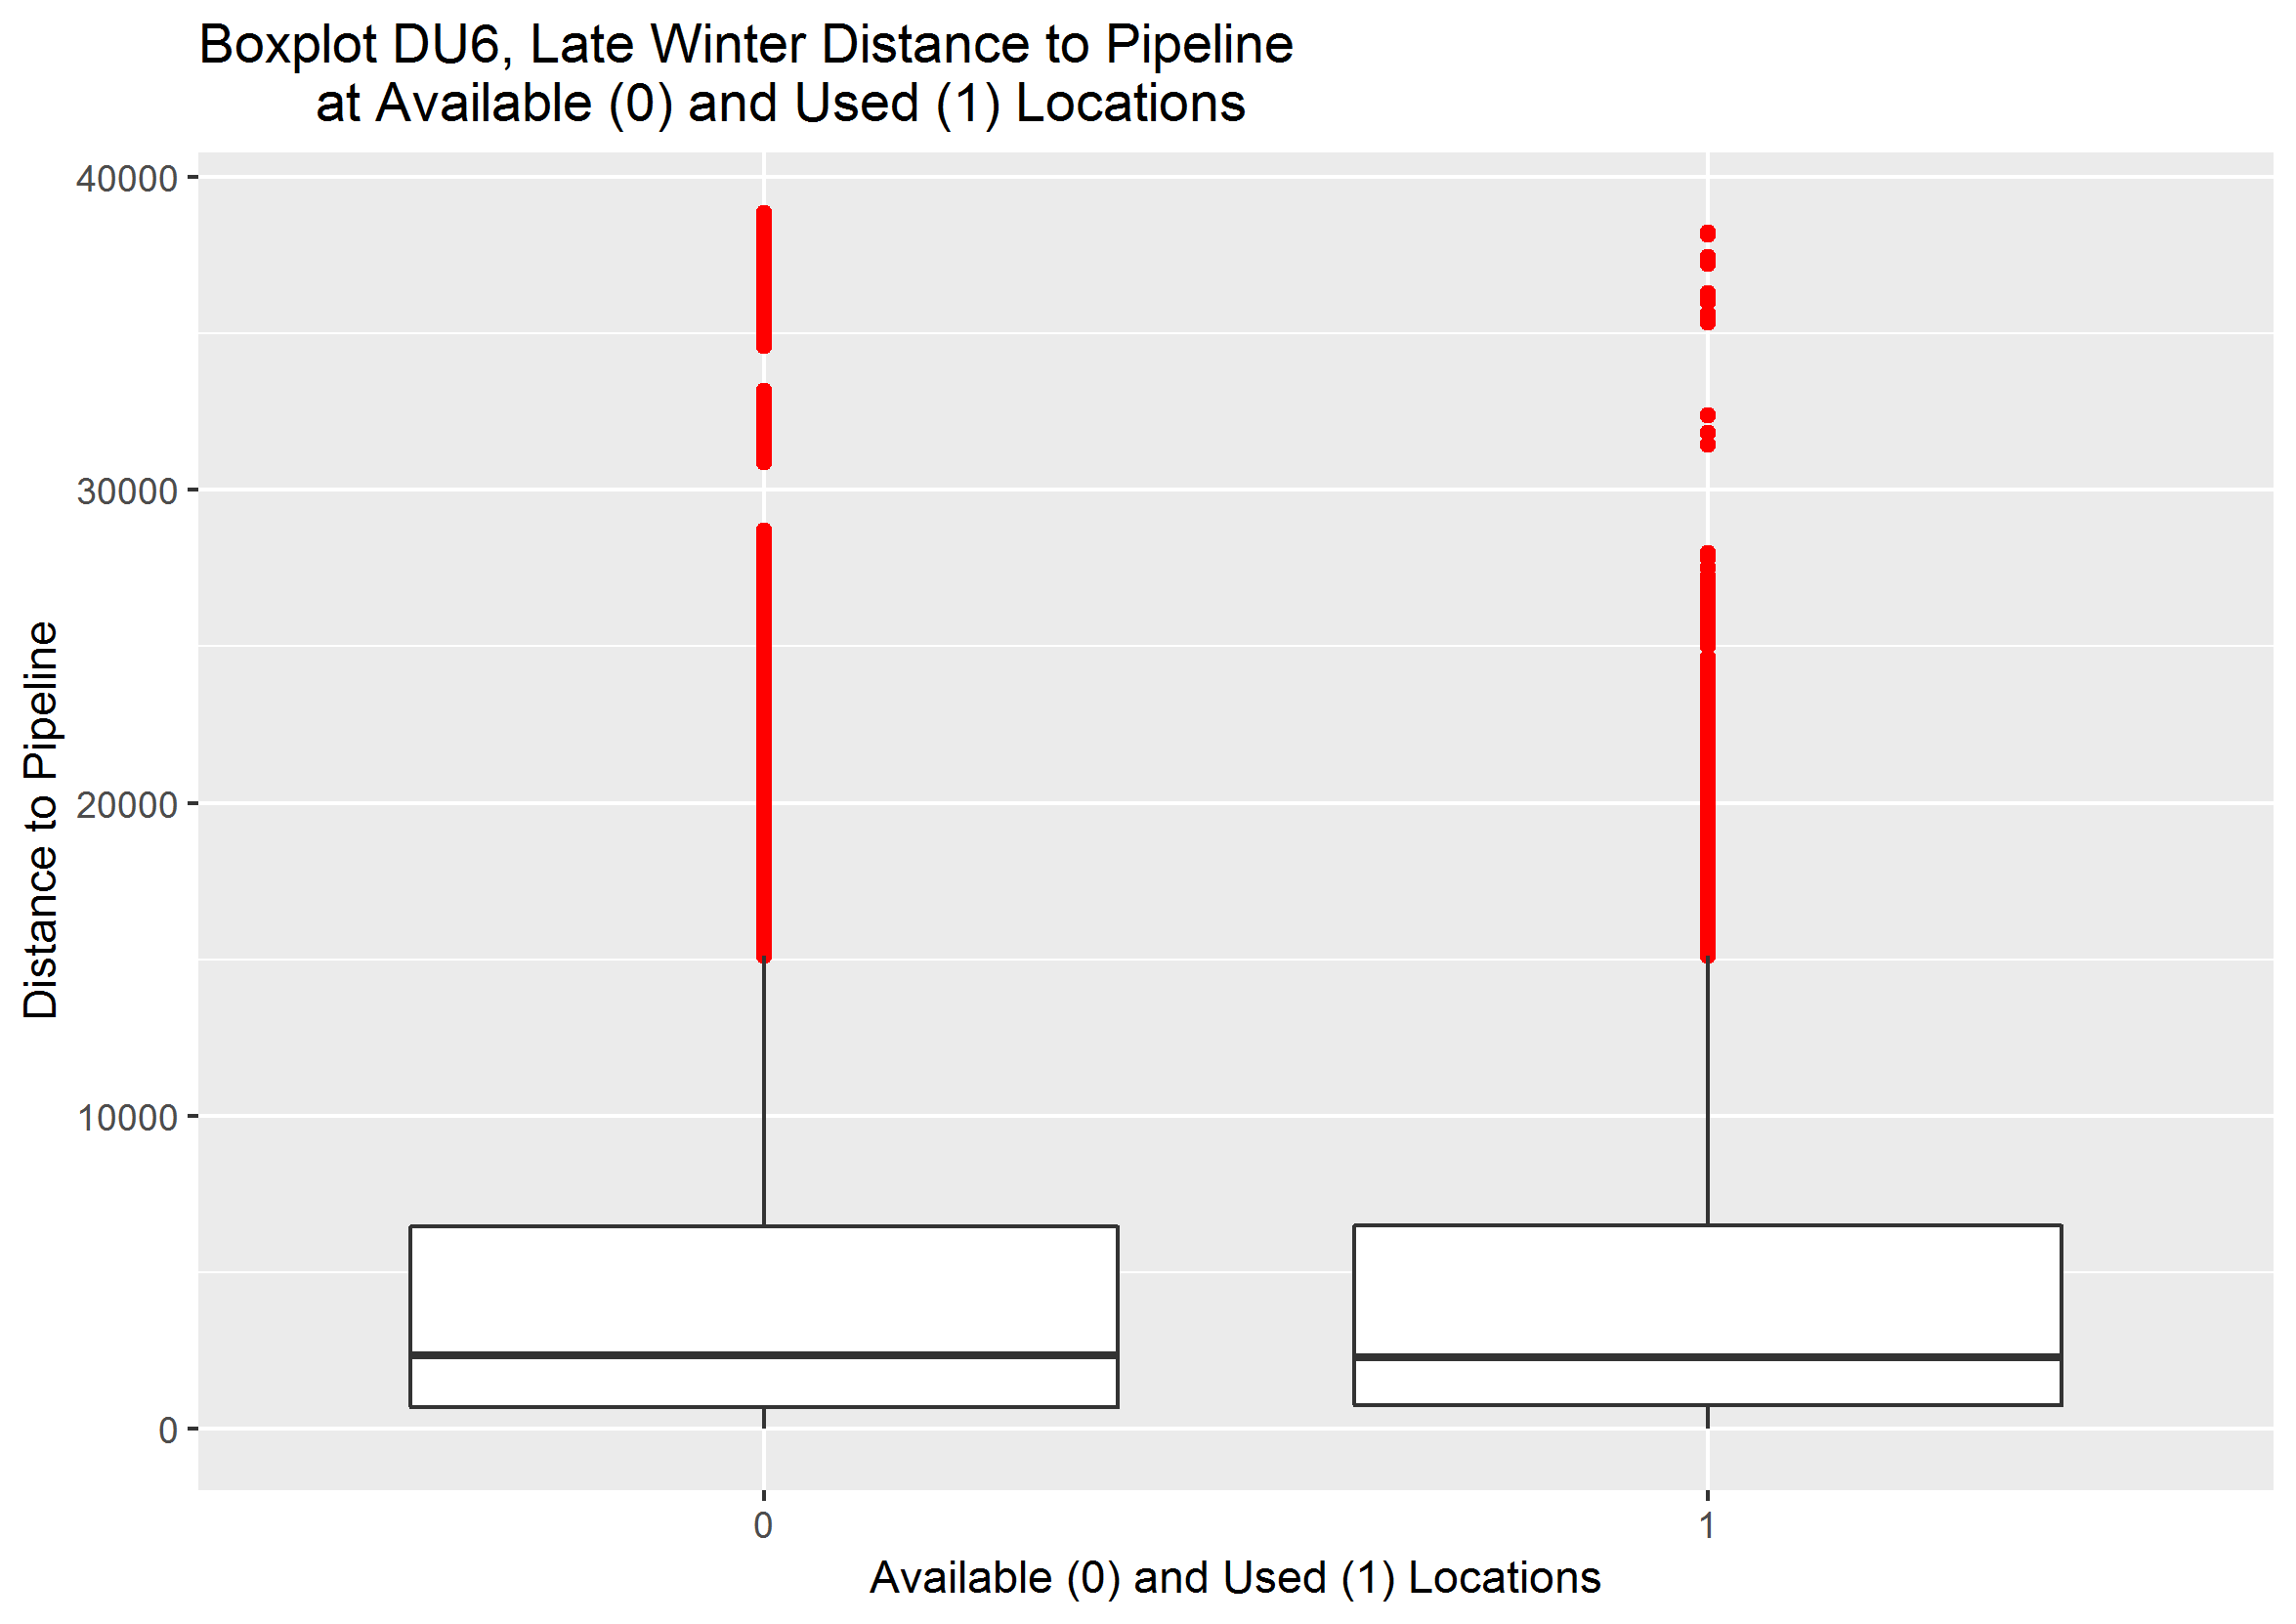 Boxplot DU6, Late Winter Distance to Pipeline
at Available (0) and Used (1) Locations
Distance to Pipeline
40000
30000
20000
10000
0
0
1
Available (0) and Used (1) Locations